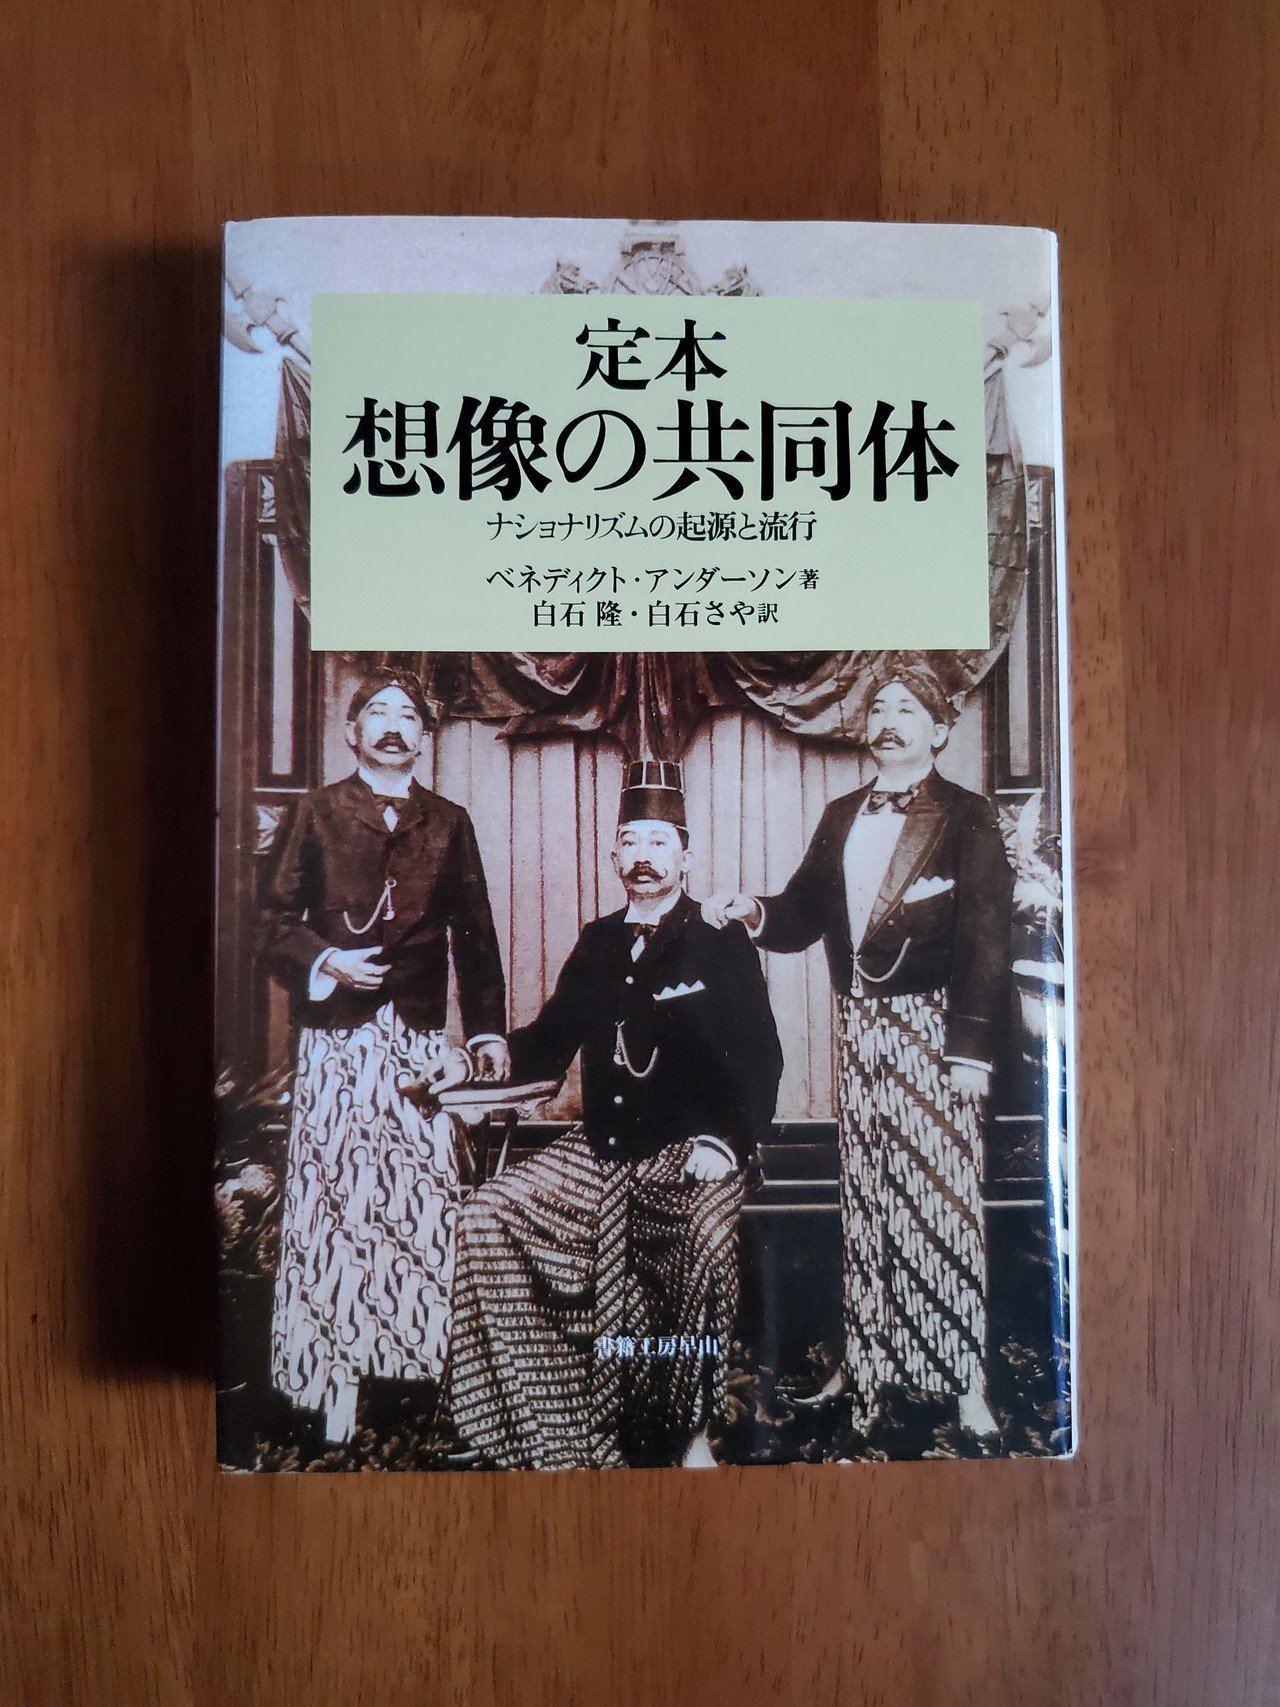 定本
想像の共同体
ナショナリズムの起源と流行
ベネディクト・アンダーソン著
白石 隆・白石さや訳
書籍工房早山